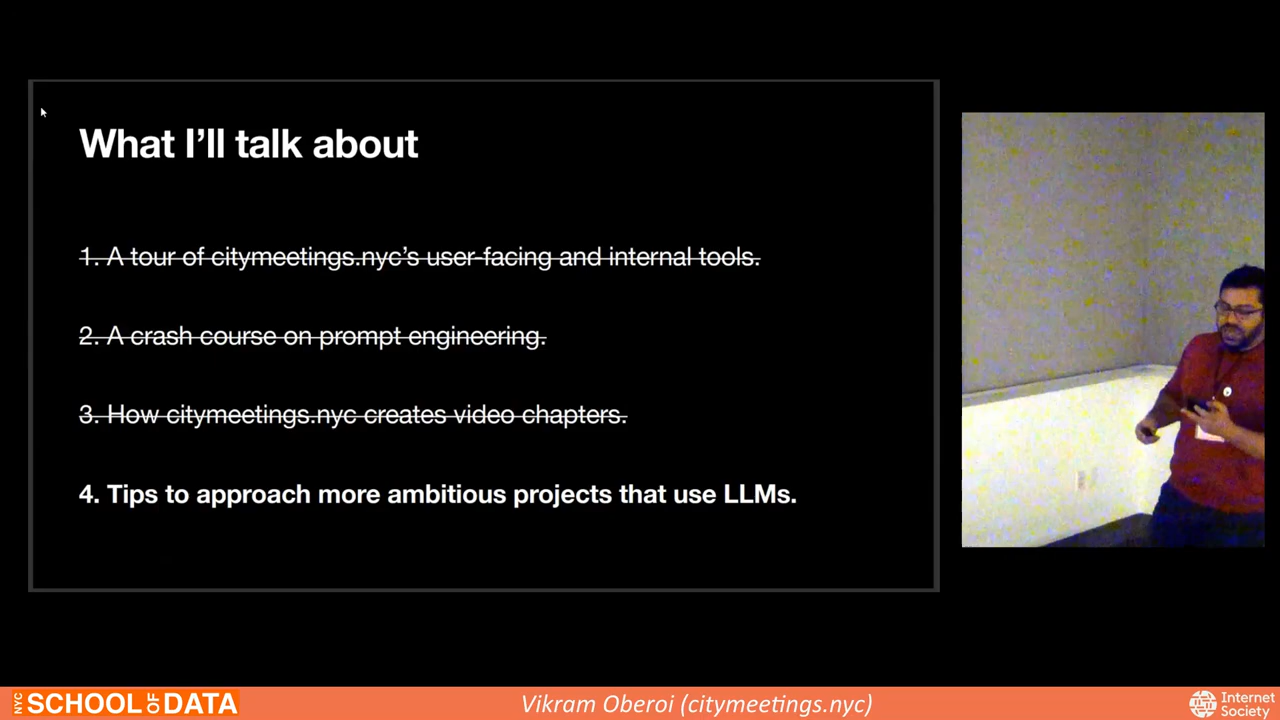 What I'll talk about
1. A tour of citymeetings.nyc's user-facing and internal tools.
2. A crash course on prompt engineering.
3. How citymeetings.nyc creates video chapters.
4. Tips to approach more ambitious projects that use LLMs.
NYC SCHOOL OF DATA
Vikram Oberoi (citymeetings.nyc)
Internet
Society